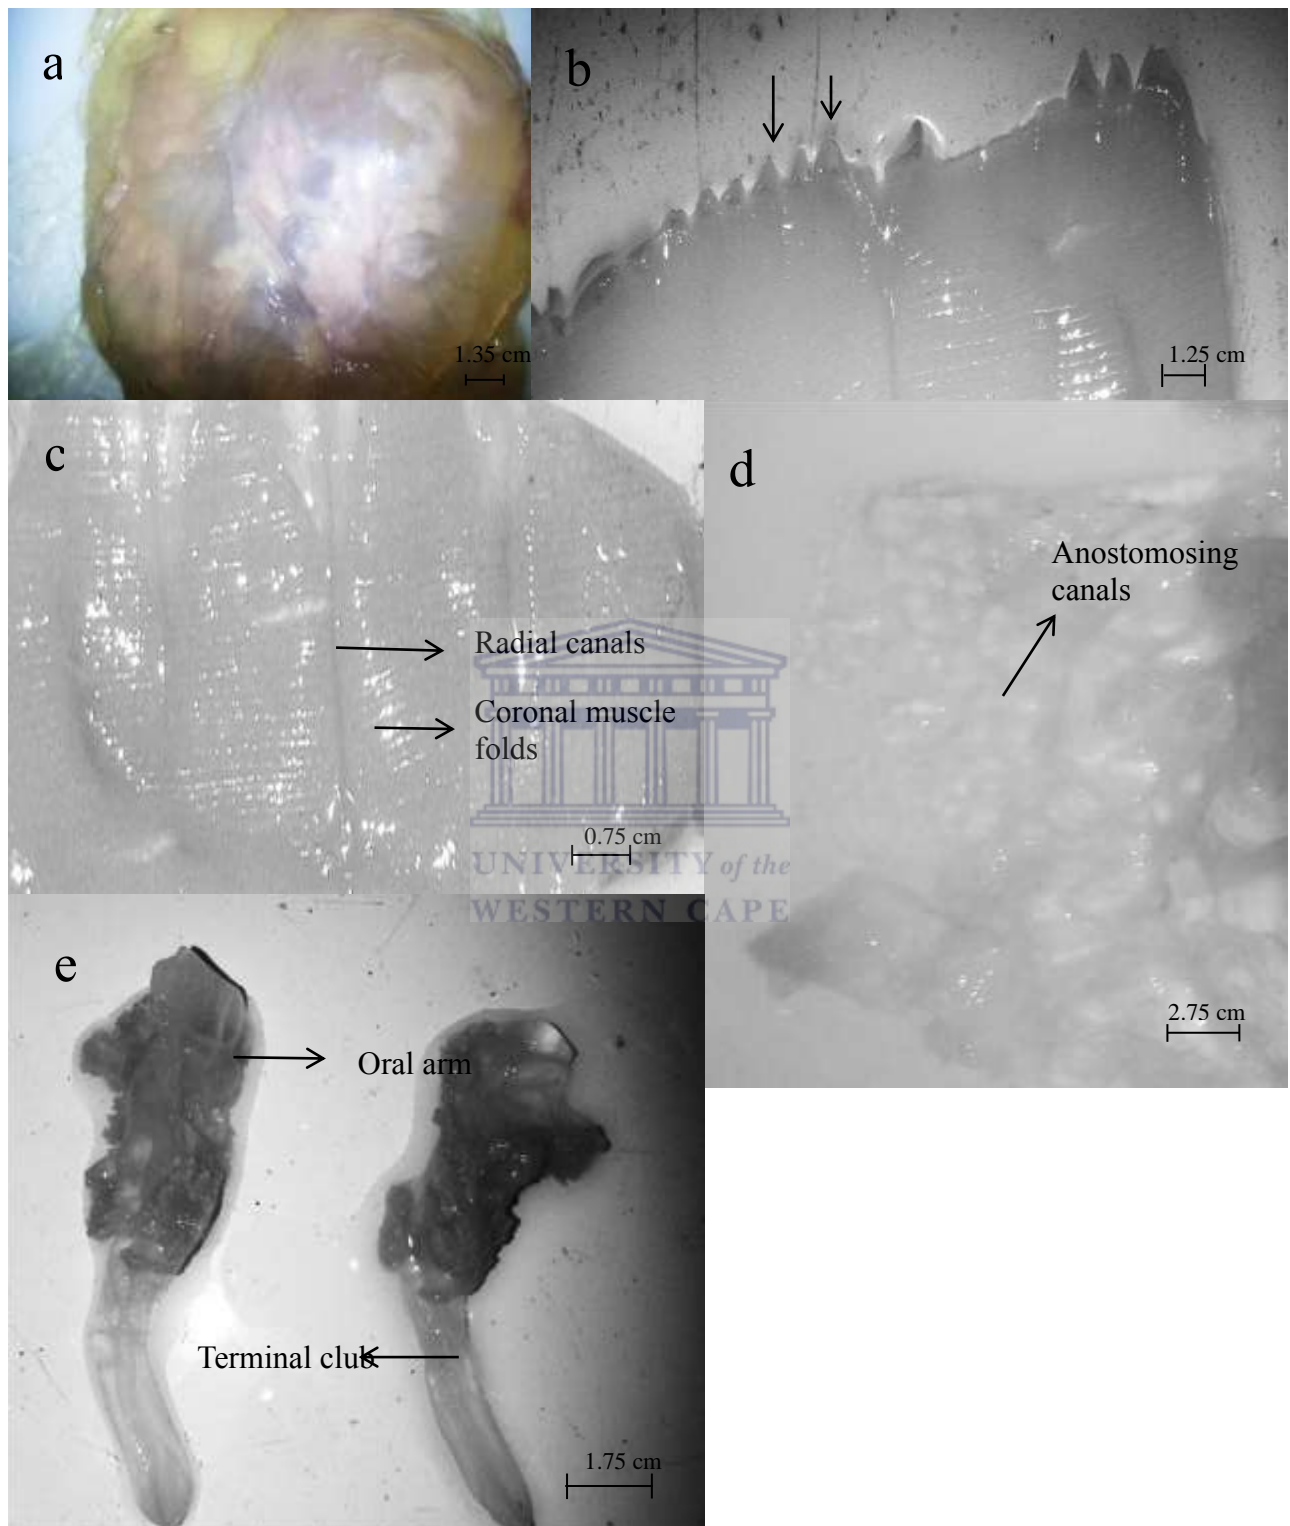 a
b
1.35 cm
1.25 cm
c
d
Anostomosing
canals
Radial canals
Coronal muscle
folds
0.75 cm
UNIVERSITY of the
WESTERN CAPE
2.75 cm
e
Oral arm
Terminal club
1.75 cm